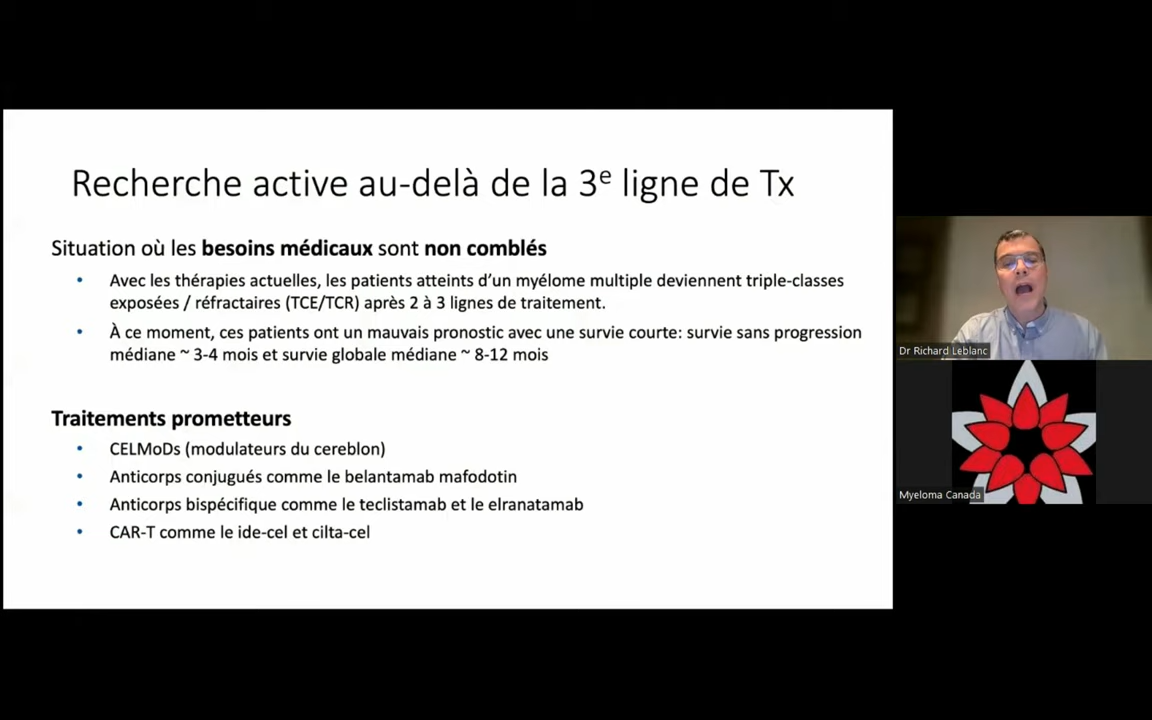 Recherche active au-delà de la 3e ligne de Tx
Situation où les besoins médicaux sont non comblés
• Avec les thérapies actuelles, les patients atteints d’un myélome multiple deviennent triple-classes
exposées / réfractaires (TCE/TCR) après 2 à 3 lignes de traitement.
• À ce moment, ces patients ont un mauvais pronostic avec une survie courte: survie sans progression
médiane ~ 3-4 mois et survie globale médiane ~ 8-12 mois
Traitements prometteurs
• CELMoDs (modulateurs du cereblon)
• Anticorps conjugués comme le belantamab mafodotin
• Anticorps bispécifique comme le teclistamab et le elranatamab
• CAR-T comme le ide-cel et cilta-cel
Dr Richard Leblanc
Myeloma Canada